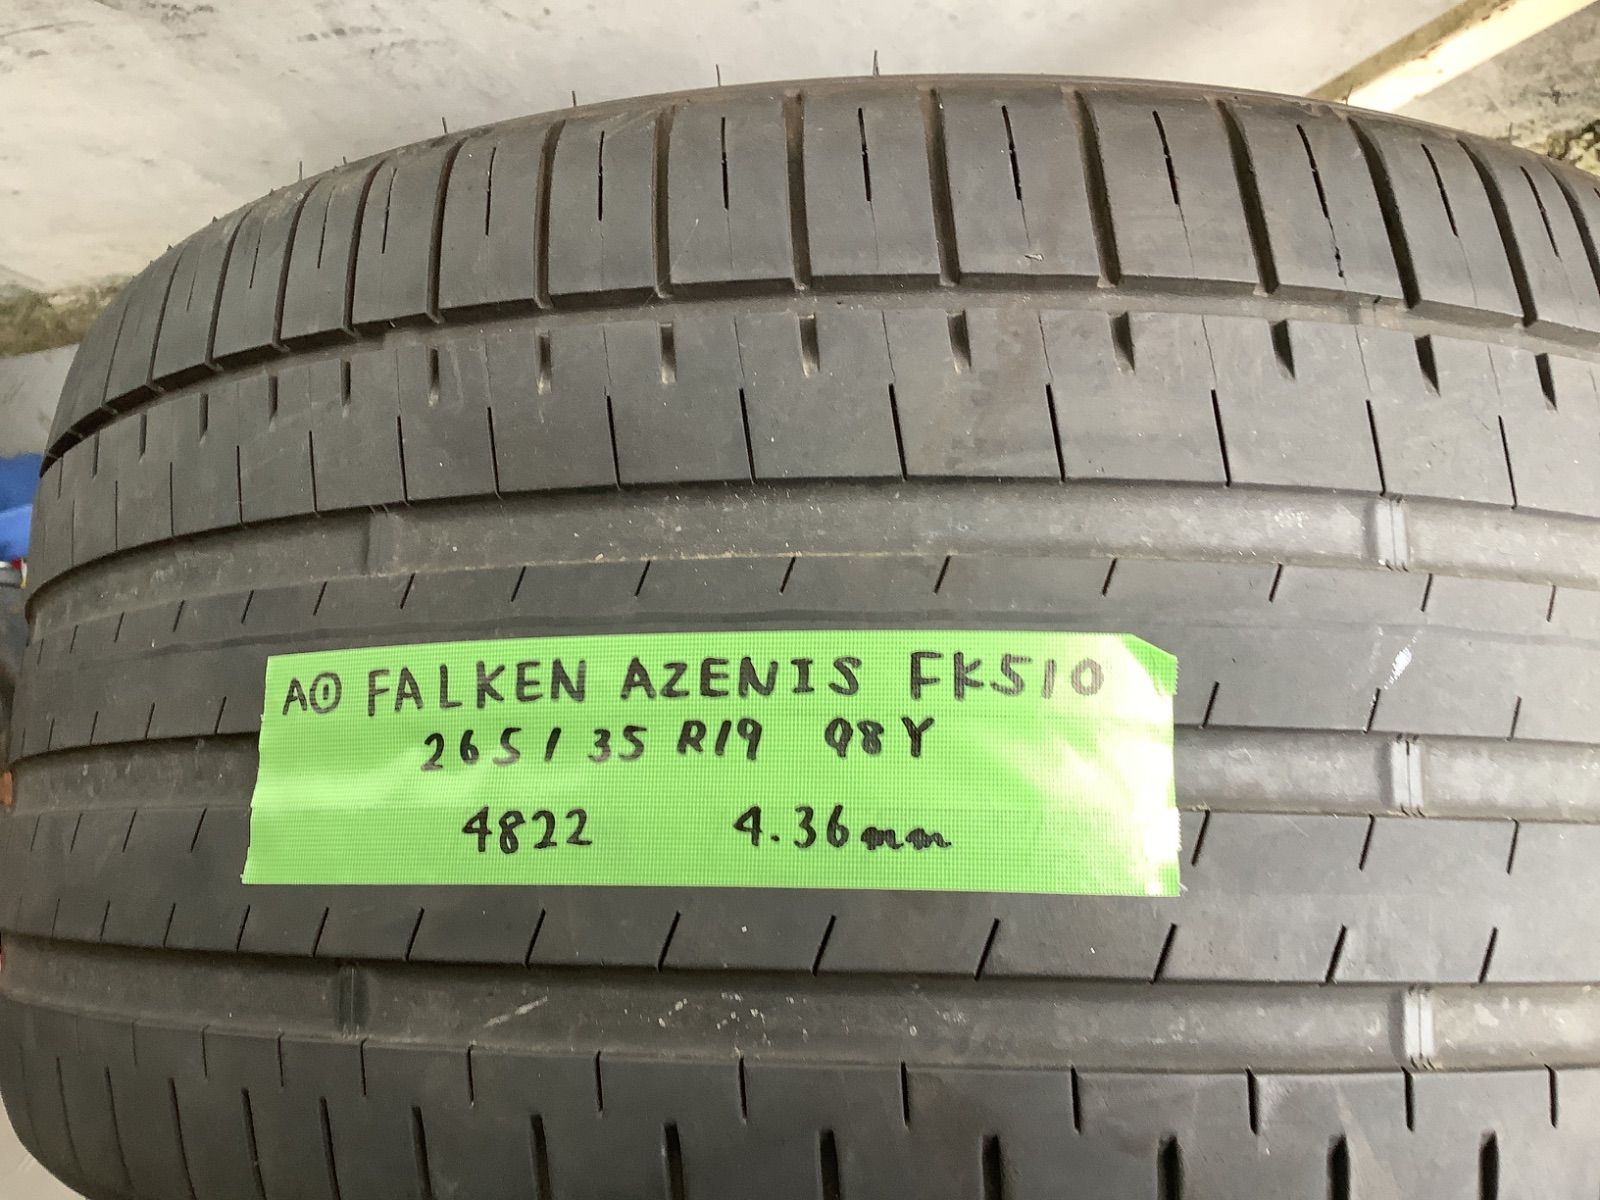 A① FALKEN AZENIS FK510
265/35 R19 98Y
4822 4.36mm